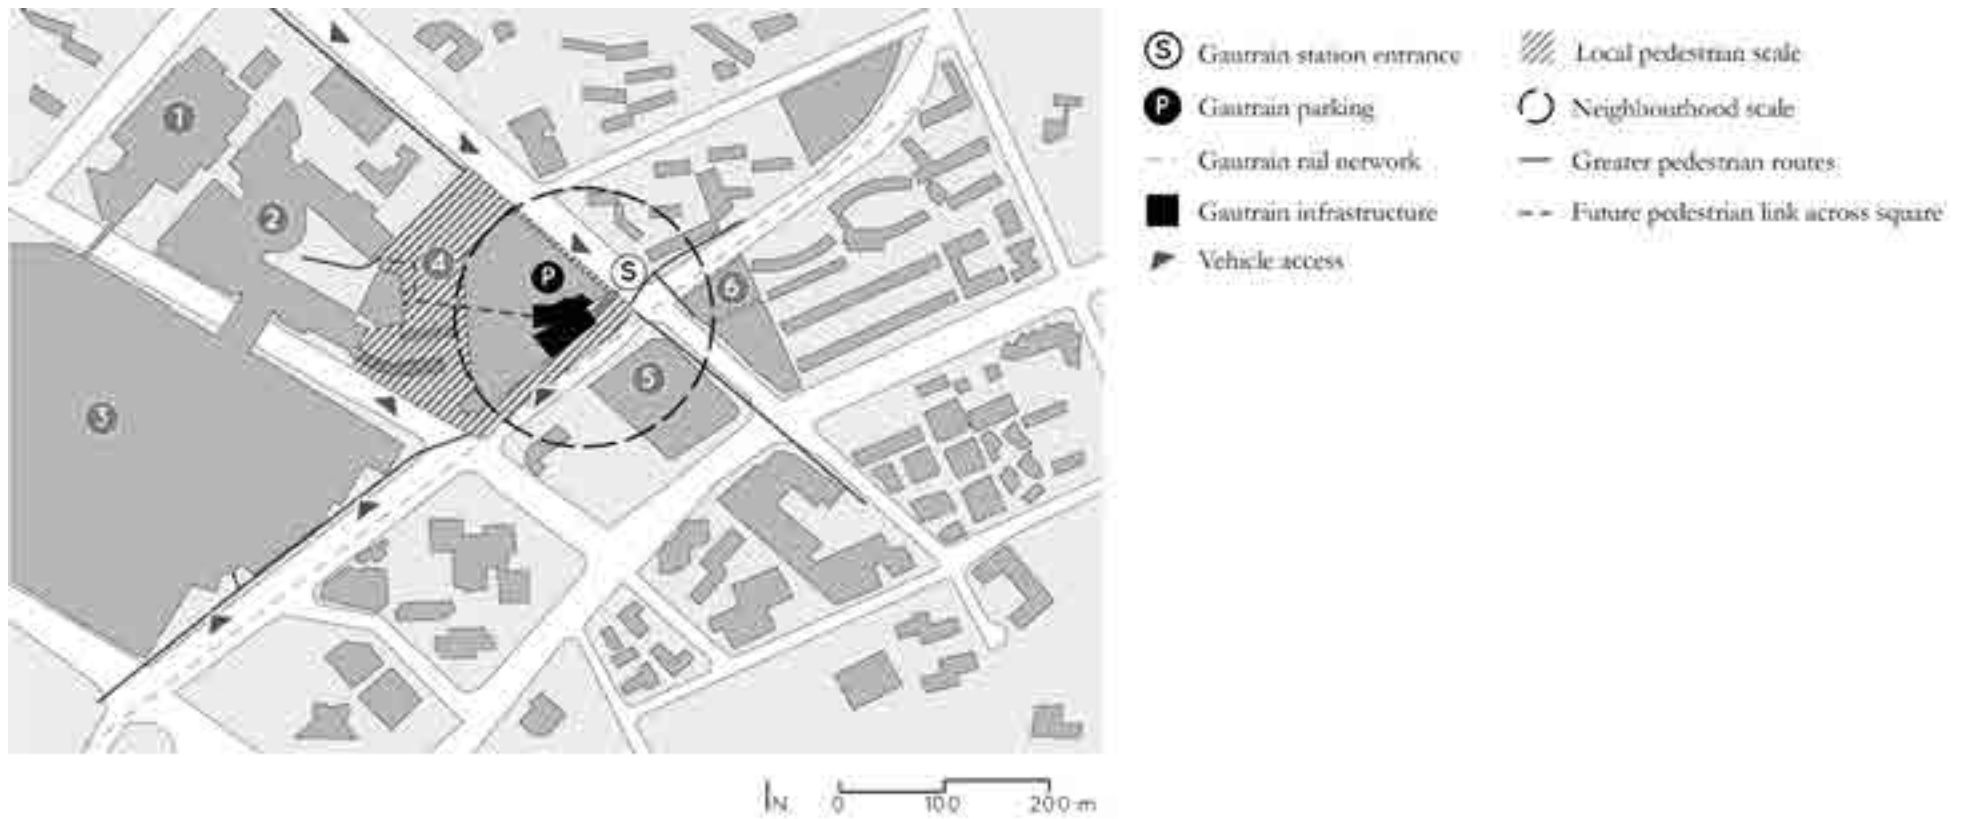 1
2
3
4
5
6
P
S
N
0 100 200 m
S Gautrain station entrance
P Gautrain parking
Gautrain rail network
Gautrain infrastructure
Vehicle access
Local pedestrian scale
Neighbourhood scale
Greater pedestrian routes
Future pedestrian link across square